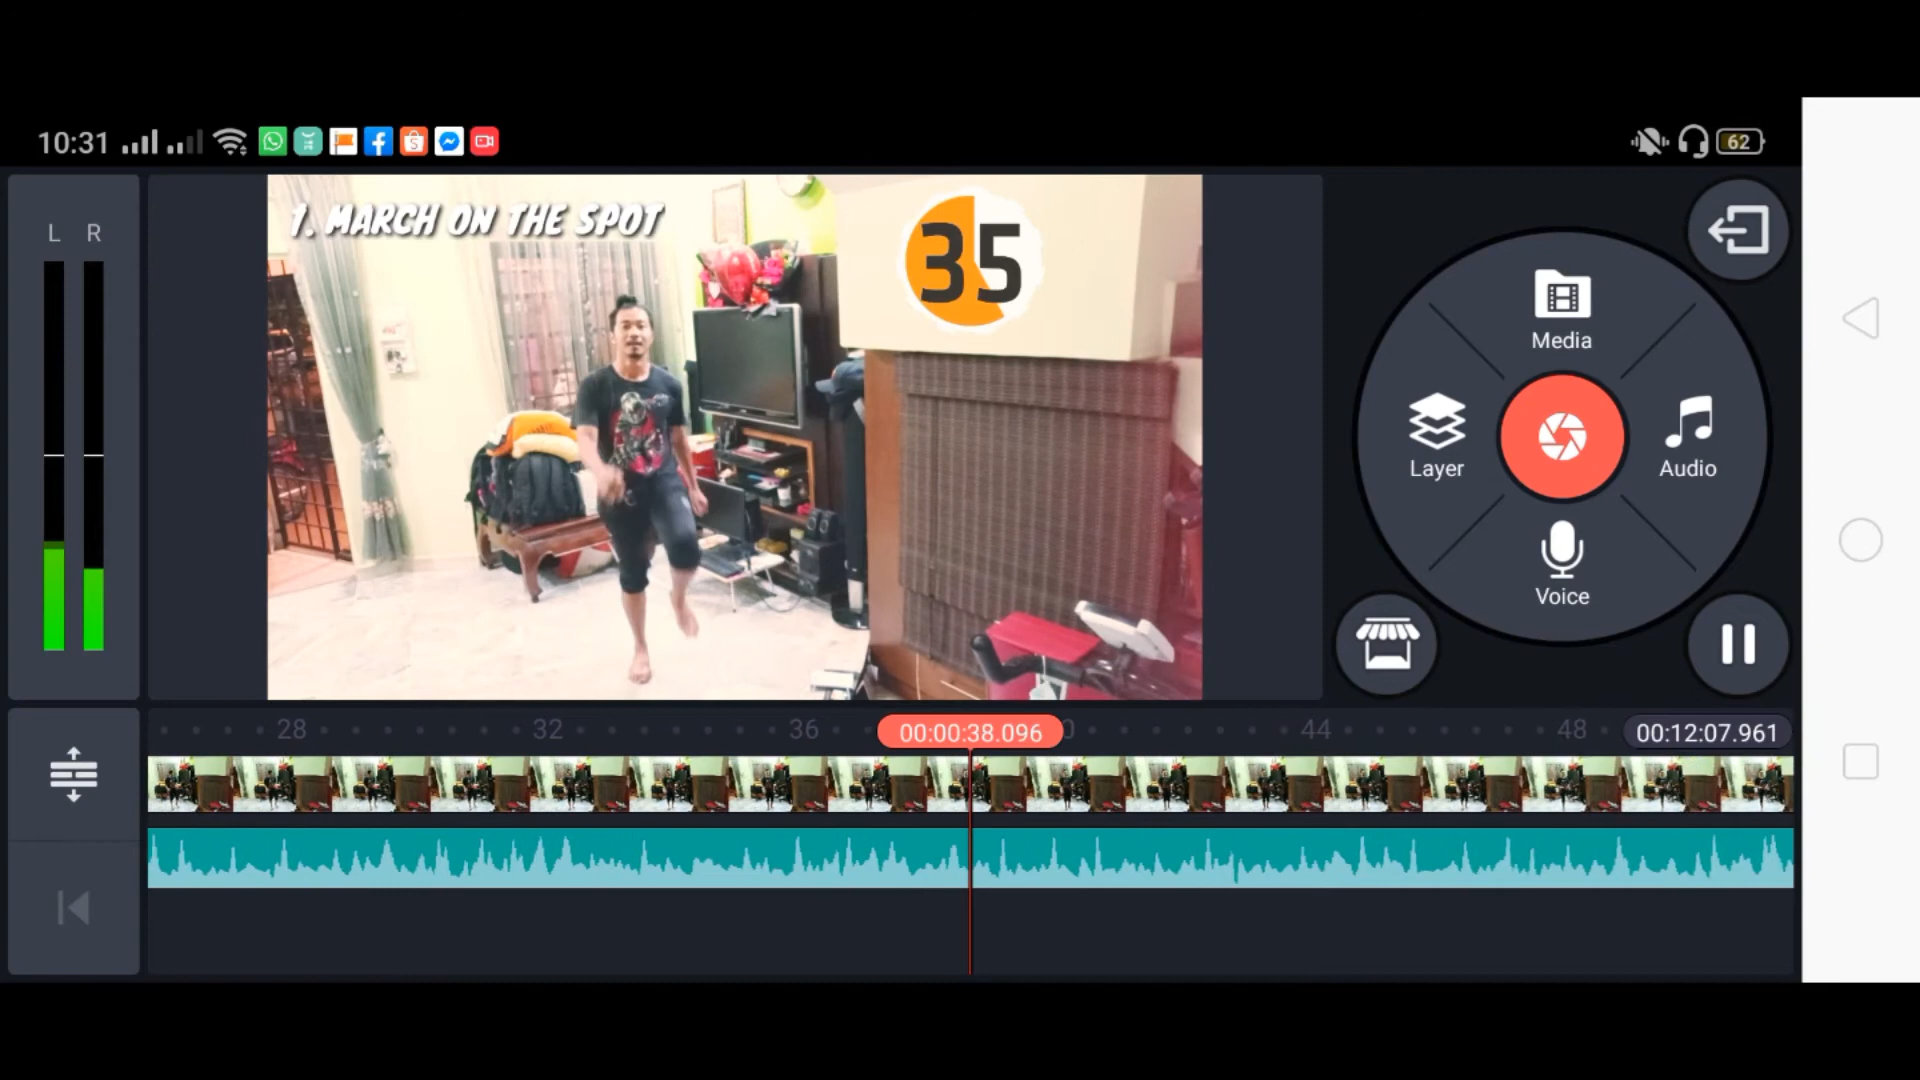 10:31
62
L R
1. MARCH ON THE SPOT
35
Media
Layer
Audio
Voice
28 32 36 00:00:38.096 0 44 48 00:12:07.961